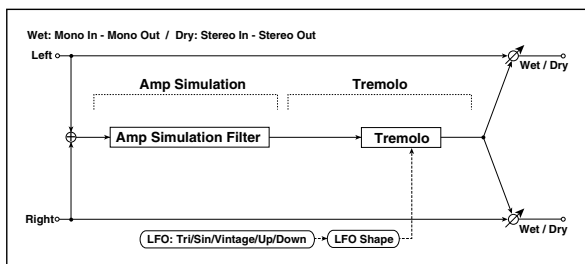 Wet: Mono In - Mono Out / Dry: Stereo In - Stereo Out
Left
Wet / Dry
Amp Simulation
Tremolo
Amp Simulation Filter
Tremolo
Right
Wet / Dry
LFO: Tri/Sin/Vintage/Up/Down
LFO Shape